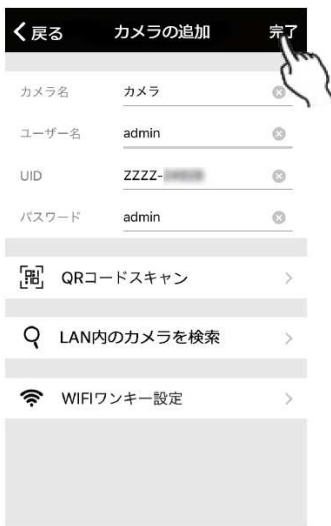 戻る カメラの追加 完了
カメラ名 カメラ
ユーザー名 admin
UID ZZZZ-
パスワード admin
QRコードスキャン
LAN内のカメラを検索
WIFIワンキー設定